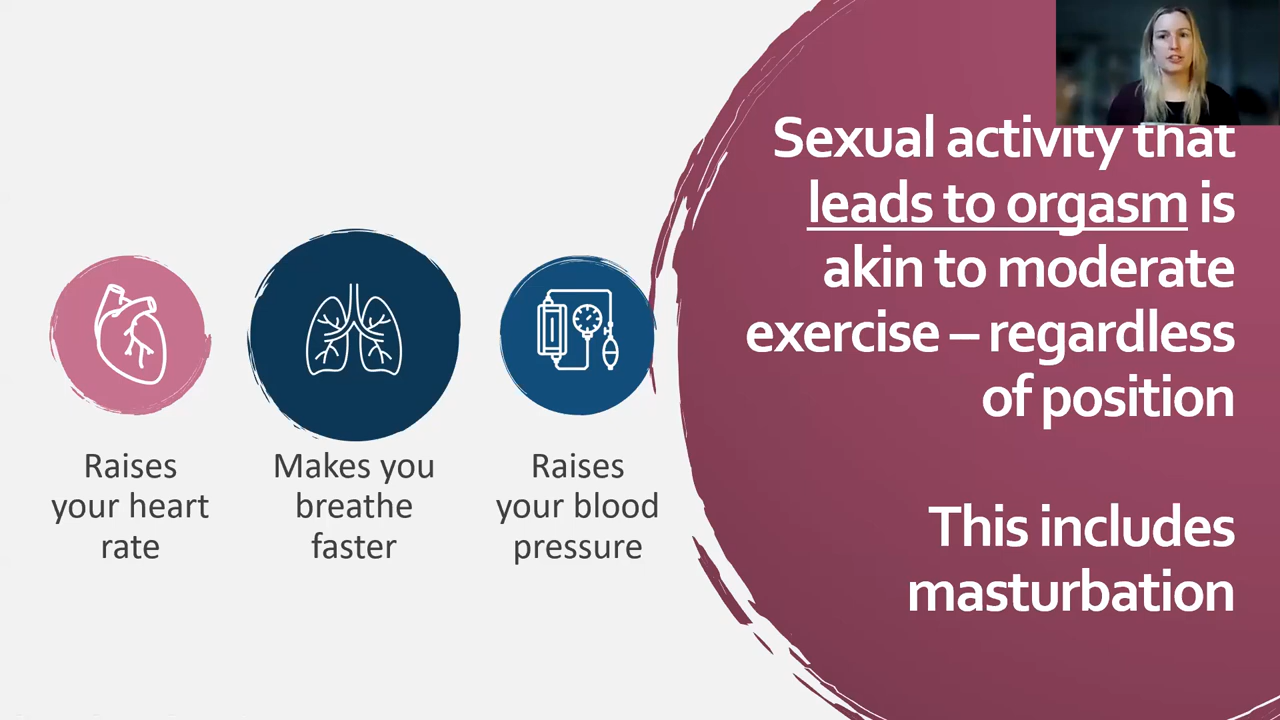 Sexual activity that
leads to orgasm is
akin to moderate
exercise – regardless
of position
This includes
masturbation
Raises
your heart
rate
Makes you
breathe
faster
Raises
your blood
pressure